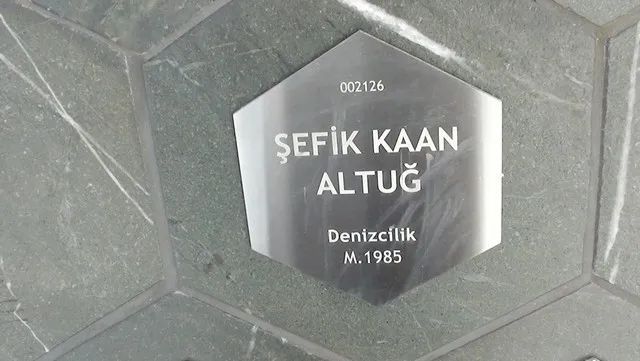 002126
ŞEFİK KAAN
ALTUĞ
Denizcilik
M.1985